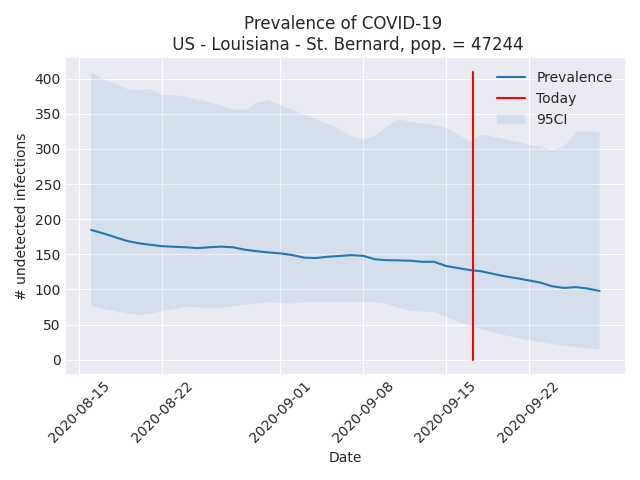 Prevalence of COVID-19
US - Louisiana - St. Bernard, pop. = 47244
Prevalence
Today
95CI
# undetected infections
400
350
300
250
200
150
100
50
0
2020-08-15
2020-08-22
2020-09-01
2020-09-08
2020-09-15
2020-09-22
Date